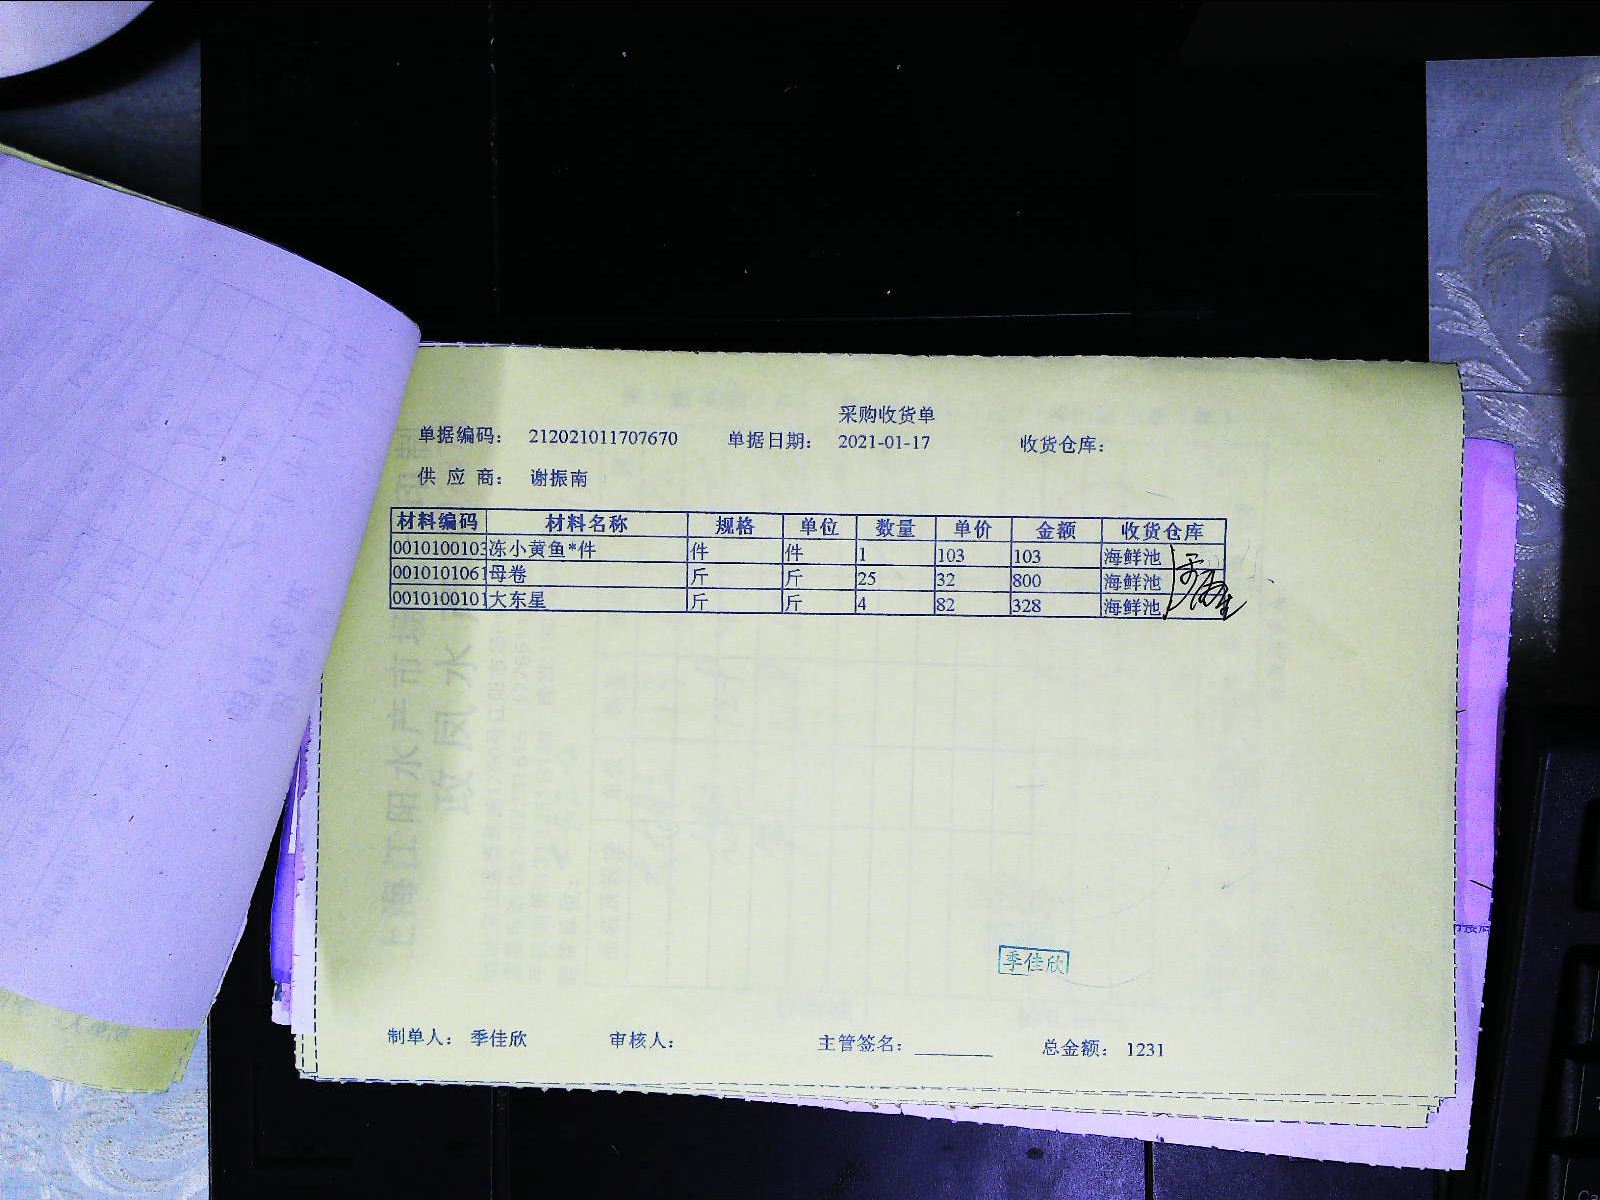 采购收货单
单据编码： 212021011707670 单据日期： 2021-01-17 收货仓库：
供 应 商： 谢振南
材料编码 材料名称 规格 单位 数量 单价 金额 收货仓库
0010100103 冻小黄鱼*件 件 件 1 103 103 海鲜池
0010101061 母卷 斤 斤 25 32 800 海鲜池
0010100101 大东星 斤 斤 4 82 328 海鲜池
季佳欣
制单人： 季佳欣 审核人： 主管签名： 总金额： 1231